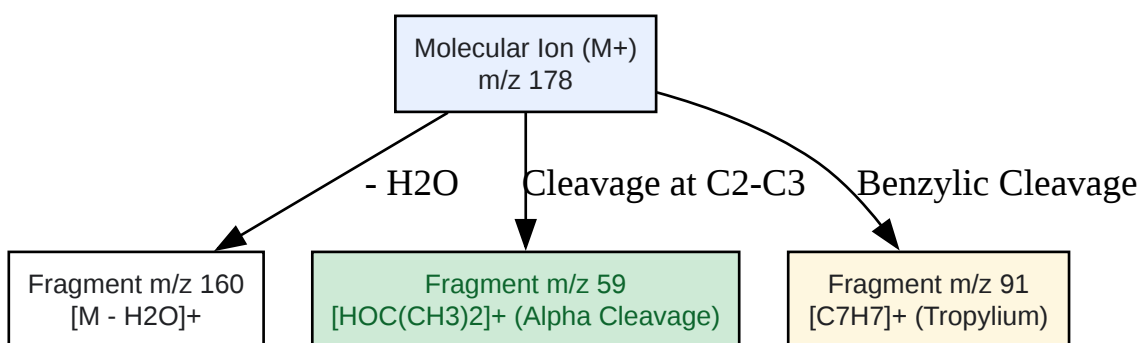 Molecular Ion (M+)
m/z 178
- H2O
Cleavage at C2-C3
Benzylic Cleavage
Fragment m/z 160
[M - H2O]+
Fragment m/z 59
[HOC(CH3)2]+ (Alpha Cleavage)
Fragment m/z 91
[C7H7]+ (Tropylium)